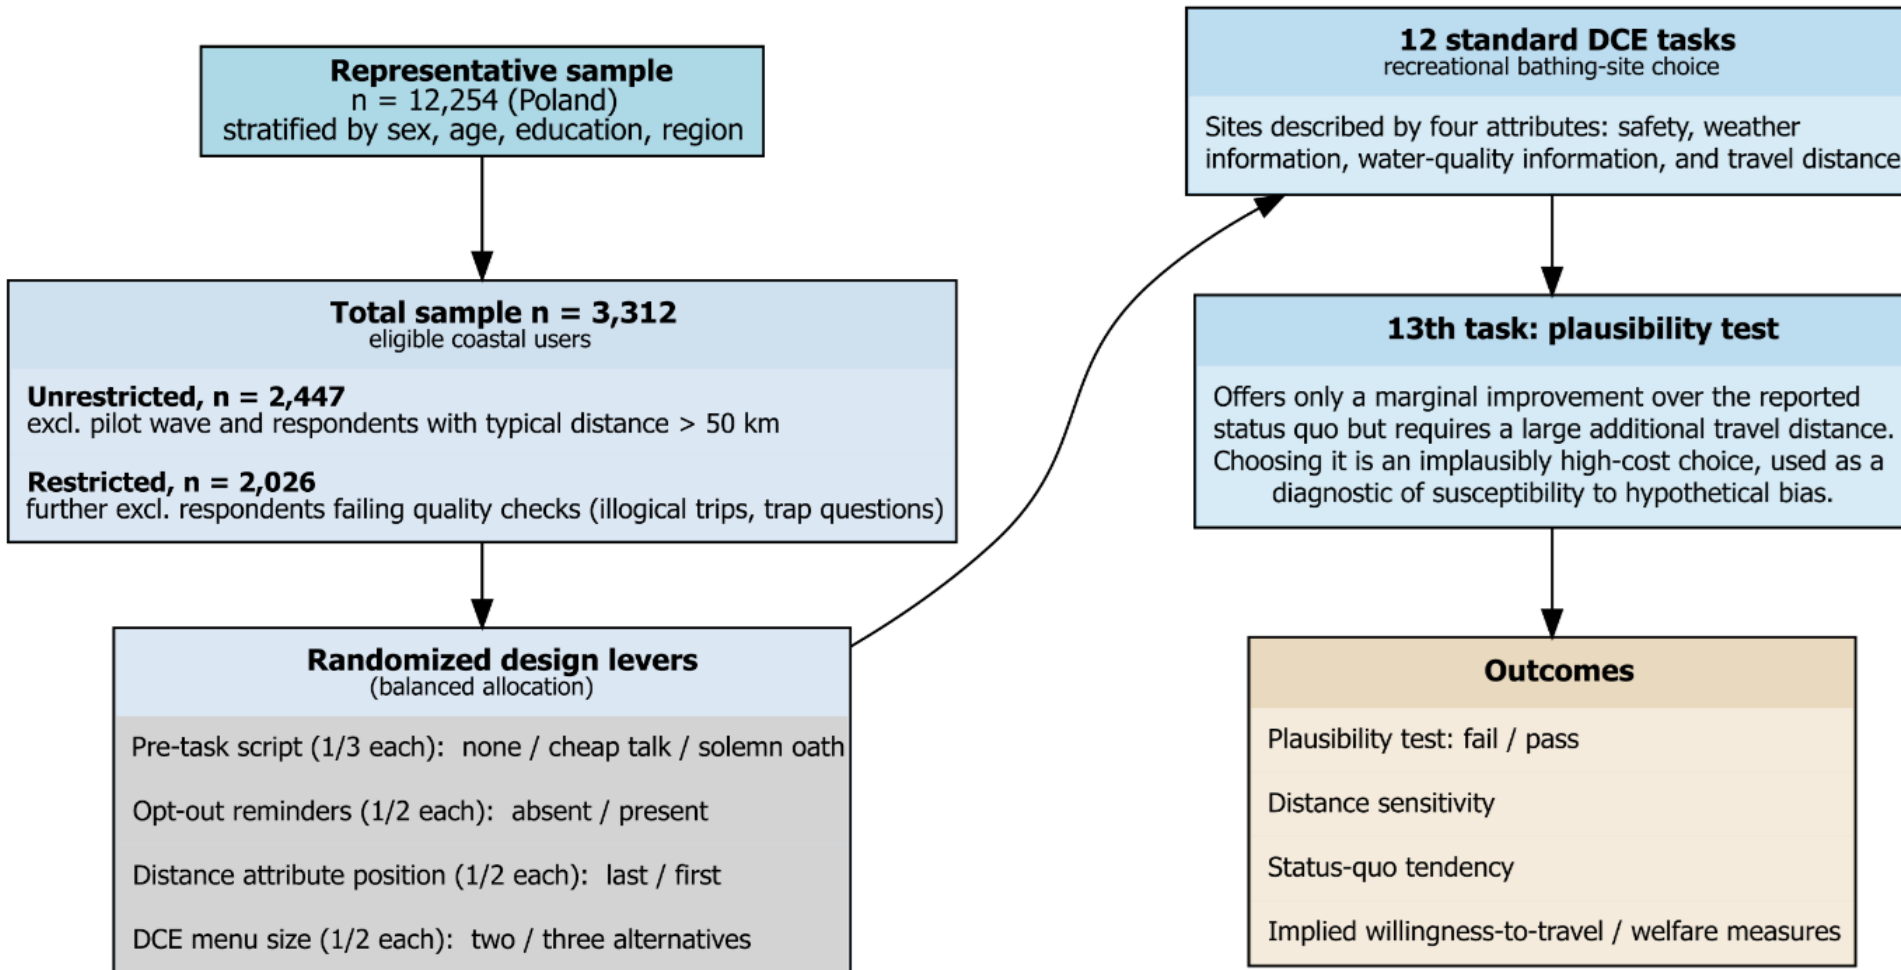 Representative sample
n = 12,254 (Poland)
stratified by sex, age, education, region
Total sample n = 3,312
eligible coastal users
Unrestricted, n = 2,447
excl. pilot wave and respondents with typical distance > 50 km
Restricted, n = 2,026
further excl. respondents failing quality checks (illogical trips, trap questions)
Randomized design levers
(balanced allocation)
Pre-task script (1/3 each): none / cheap talk / solemn oath
Opt-out reminders (1/2 each): absent / present
Distance attribute position (1/2 each): last / first
DCE menu size (1/2 each): two / three alternatives
12 standard DCE tasks
recreational bathing-site choice
Sites described by four attributes: safety, weather
information, water-quality information, and travel distance
13th task: plausibility test
Offers only a marginal improvement over the reported
status quo but requires a large additional travel distance.
Choosing it is an implausibly high-cost choice, used as a
diagnostic of susceptibility to hypothetical bias.
Outcomes
Plausibility test: fail / pass
Distance sensitivity
Status-quo tendency
Implied willingness-to-travel / welfare measures